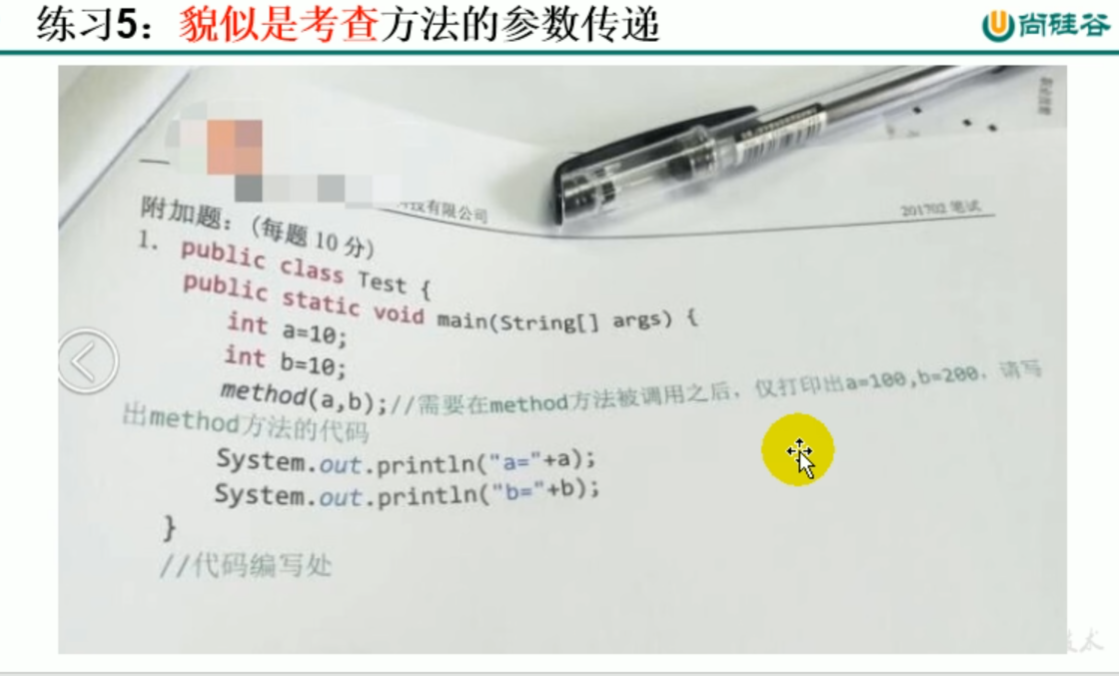 练习5：貌似是考查方法的参数传递
尚硅谷
技有限公司
201702 笔试
附加题：（每题 10 分）
1. public class Test {
public static void main(String[] args) {
int a=10;
int b=10;
method(a,b);//需要在method方法被调用之后，仅打印出a=100,b=200，请写
出method方法的代码
System.out.println("a="+a);
System.out.println("b="+b);
}
//代码编写处